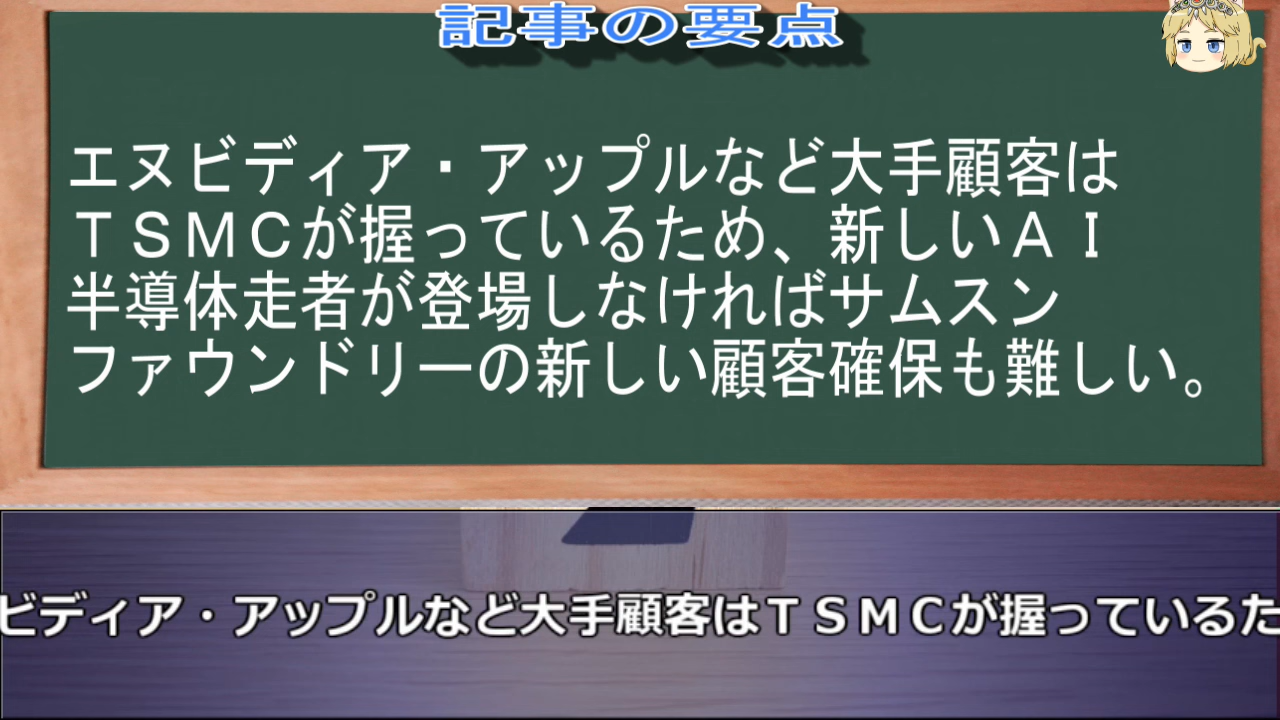 記事の要点
エヌビディア・アップルなど大手顧客は
ＴＳＭＣが握っているため、新しいＡＩ
半導体走者が登場しなければサムスン
ファウンドリーの新しい顧客確保も難しい。
ビディア・アップルなど大手顧客はＴＳＭＣが握っているた